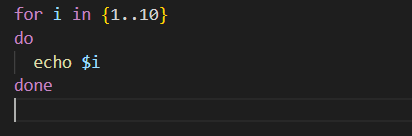 for i in {1..10}
do
  echo $i
done